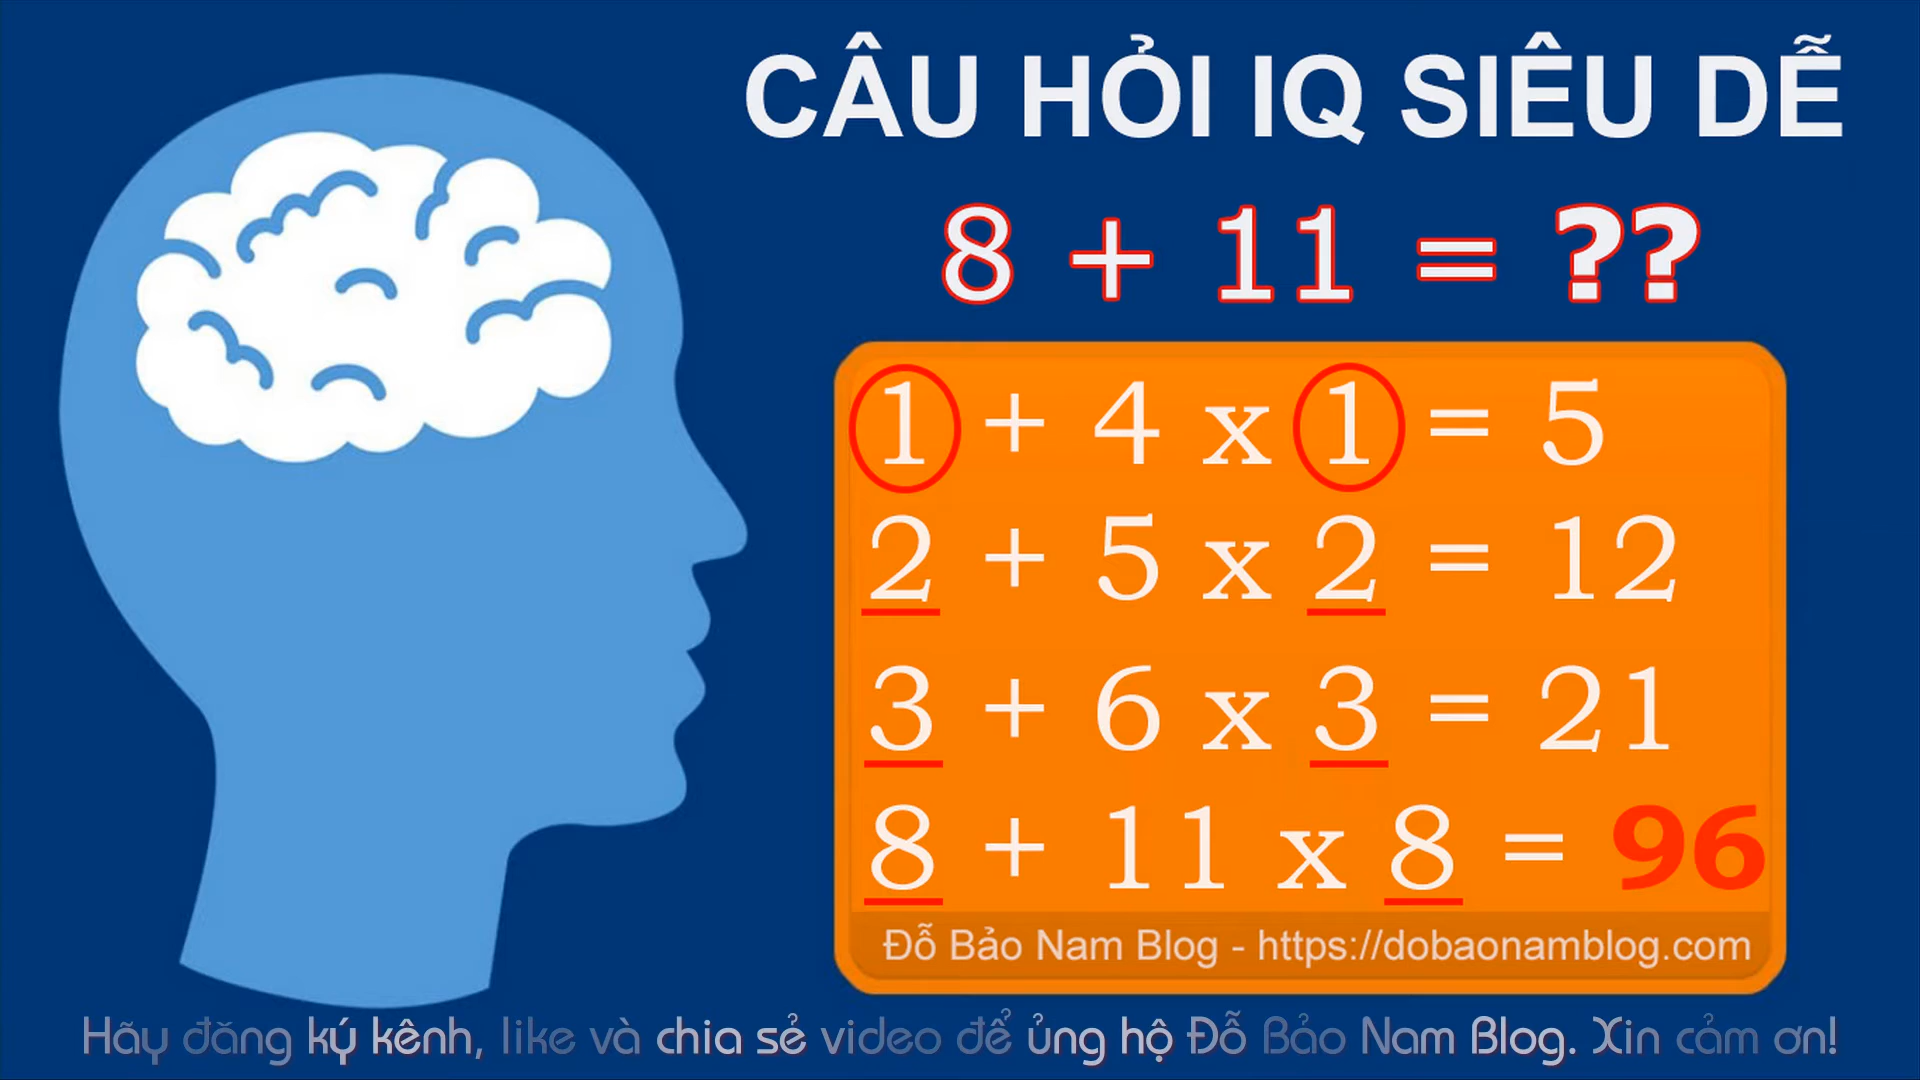 CÂU HỎI IQ SIÊU DỄ
8 + 11 = ??
1 + 4 x 1 = 5
2 + 5 x 2 = 12
3 + 6 x 3 = 21
8 + 11 x 8 = 96
Đỗ Bảo Nam Blog - https://dobaonamblog.com
Hãy đăng ký kênh, like và chia sẻ video để ủng hộ Đỗ Bảo Nam Blog. Xin cảm ơn!